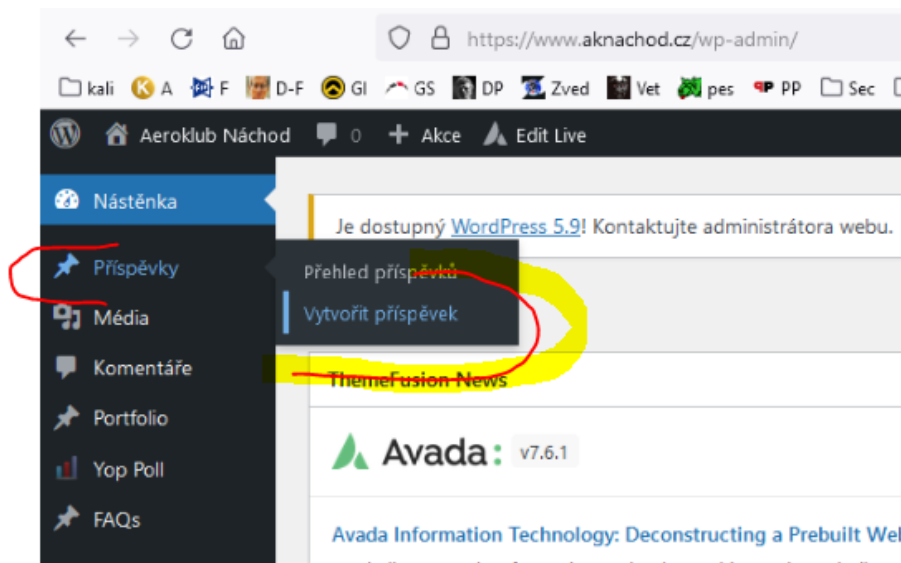 https://www.aknachod.cz/wp-admin/
kali A F D-F GI GS DP Zved Vet pes PP Sec
Aeroklub Náchod 0 + Akce Edit Live
Nástěnka
Je dostupný WordPress 5.9! Kontaktujte administrátora webu.
Příspěvky
Přehled příspěvků
Vytvořit příspěvek
Média
Komentáře
ThemeFusion News
Portfolio
Avada: v7.6.1
Yop Poll
FAQs
Avada Information Technology: Deconstructing a Prebuilt Web